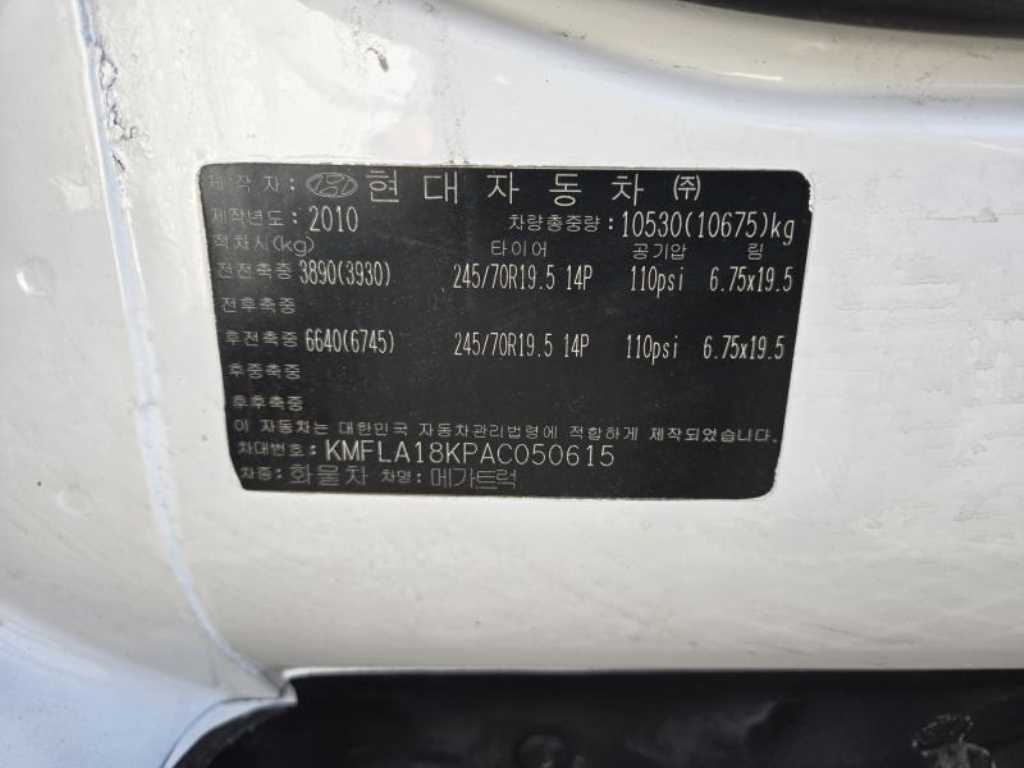 제작자: 현대자동차 ㈜
제작년도: 2010 차량총중량: 10530(10675)kg
적차시(kg) 타이어 공기압 림
전전축중 3890(3930) 245/70R19.5 14P 110psi 6.75x19.5
전후축중
후전축중 6640(6745) 245/70R19.5 14P 110psi 6.75x19.5
후중축중
후후축중
이 자동차는 대한민국 자동차관리법령에 적합하게 제작되었습니다.
차대번호: KMFLA18KPAC050615
차종: 화물차 차명: 메가트럭